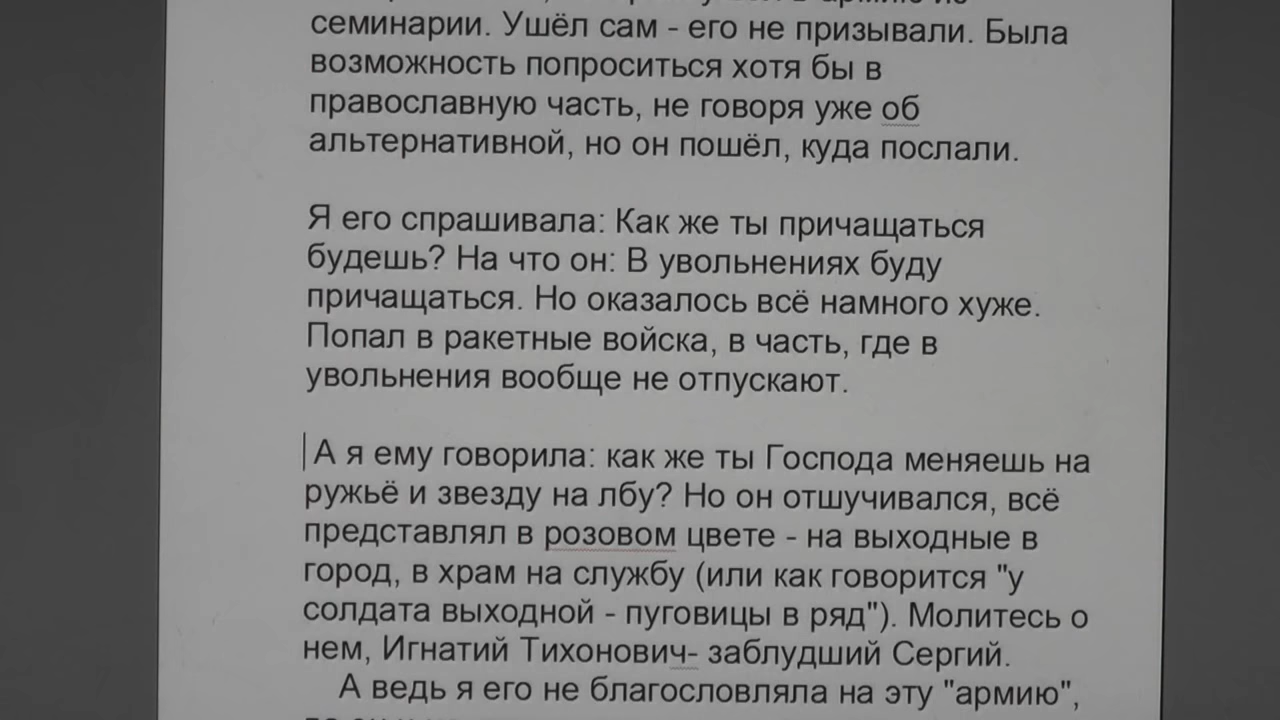 семинарии. Ушёл сам - его не призывали. Была
возможность попроситься хотя бы в
православную часть, не говоря уже об
альтернативной, но он пошёл, куда послали.
Я его спрашивала: Как же ты причащаться
будешь? На что он: В увольнениях буду
причащаться. Но оказалось всё намного хуже.
Попал в ракетные войска, в часть, где в
увольнения вообще не отпускают.
А я ему говорила: как же ты Господа меняешь на
ружьё и звезду на лбу? Но он отшучивался, всё
представлял в розовом цвете - на выходные в
город, в храм на службу (или как говорится "у
солдата выходной - пуговицы в ряд"). Молитесь о
нем, Игнатий Тихонович- заблудший Сергий.
А ведь я его не благословляла на эту "армию",